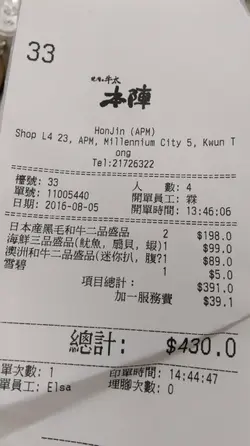 33
牛太
本陣
HonJin (APM)
Shop L4 23, APM, Millennium City 5, Kwun T
ong
Tel:21726322
檯號: 33
人 數: 4
單號: 11005440
開單員工: 霖
日期: 2016-08-05
開單時間: 13:46:06
日本産黑毛和牛二品盛品 2 $198.0
海鮮三品盛品(魷魚, 腸貝, 蝦) 1 $99.0
澳洲和牛二品盛品(迷你扒, 腹? 1 $89.0
雪碧 1 $5.0
項目總計: $391.0
加一服務費 $39.1
總計: $430.0
單次數: 1
印單時間: 14:44:47
單員工: Elsa
埋腳次數: 0